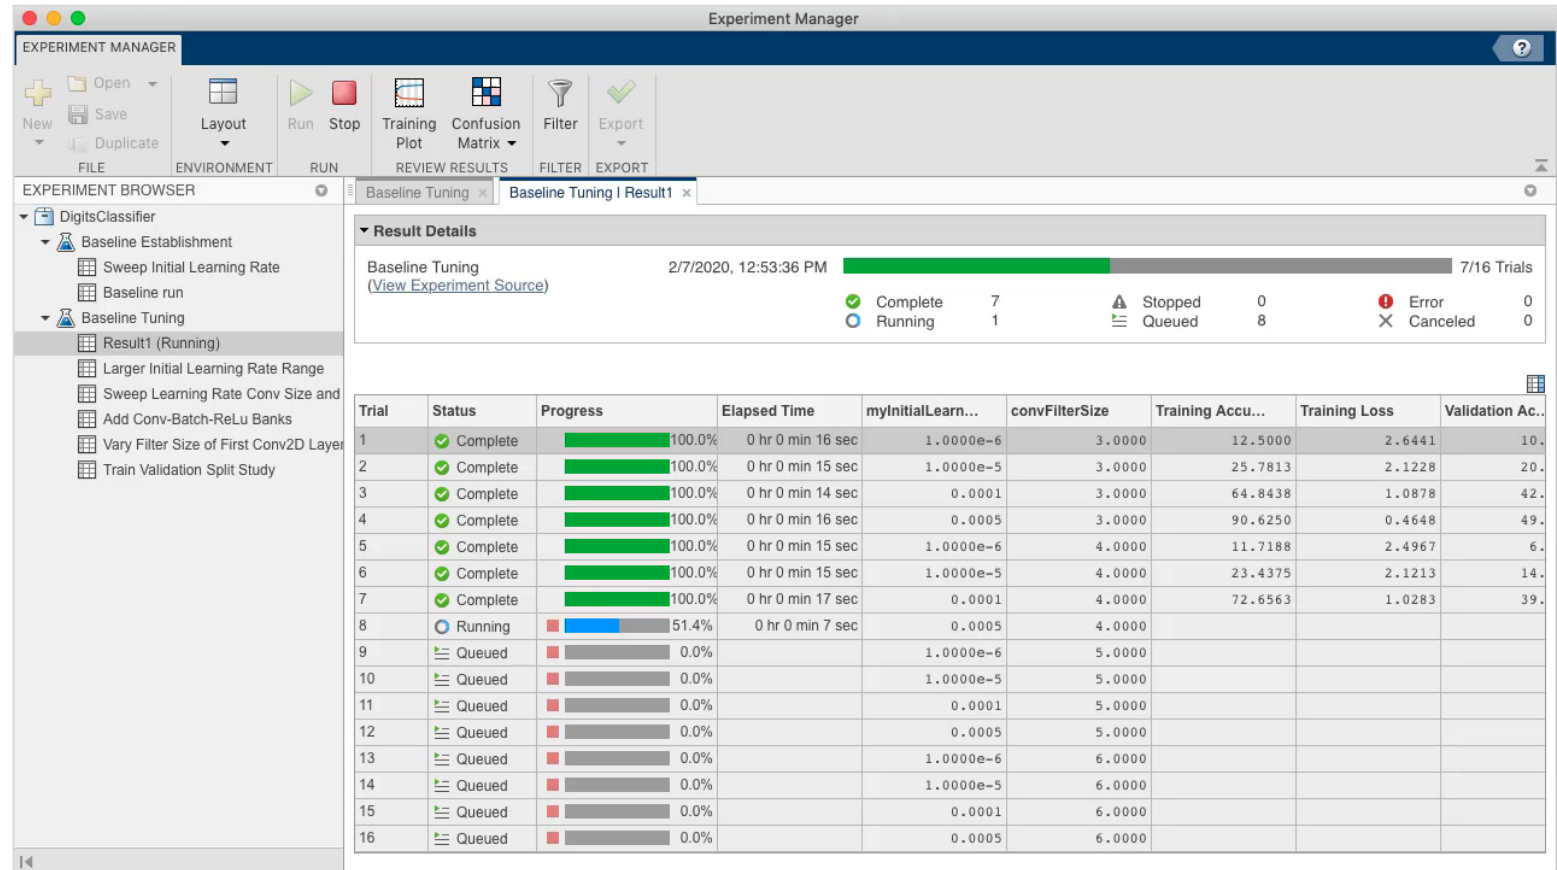 Experiment Manager
EXPERIMENT MANAGER
?
New
Open
Save
Duplicate
FILE
Layout
ENVIRONMENT
Run
Stop
RUN
Training Plot
Confusion Matrix
REVIEW RESULTS
Filter
FILTER
Export
EXPORT
EXPERIMENT BROWSER
DigitsClassifier
Baseline Establishment
Sweep Initial Learning Rate
Baseline run
Baseline Tuning
Result1 (Running)
Larger Initial Learning Rate Range
Sweep Learning Rate Conv Size and
Add Conv-Batch-ReLu Banks
Vary Filter Size of First Conv2D Layer
Train Validation Split Study
Baseline Tuning ×
Baseline Tuning | Result1 ×
Result Details
Baseline Tuning 2/7/2020, 12:53:36 PM 7/16 Trials
(View Experiment Source)
Complete 7 Stopped 0 Error 0
Running 1 Queued 8 Canceled 0
Trial Status Progress Elapsed Time myInitialLearn... convFilterSize Training Accu... Training Loss Validation Ac..
1 Complete 100.0% 0 hr 0 min 16 sec 1.0000e-6 3.0000 12.5000 2.6441 10.
2 Complete 100.0% 0 hr 0 min 15 sec 1.0000e-5 3.0000 25.7813 2.1228 20.
3 Complete 100.0% 0 hr 0 min 14 sec 0.0001 3.0000 64.8438 1.0878 42.
4 Complete 100.0% 0 hr 0 min 16 sec 0.0005 3.0000 90.6250 0.4648 49.
5 Complete 100.0% 0 hr 0 min 15 sec 1.0000e-6 4.0000 11.7188 2.4967 6.
6 Complete 100.0% 0 hr 0 min 15 sec 1.0000e-5 4.0000 23.4375 2.1213 14.
7 Complete 100.0% 0 hr 0 min 17 sec 0.0001 4.0000 72.6563 1.0283 39.
8 Running 51.4% 0 hr 0 min 7 sec 0.0005 4.0000
9 Queued 0.0% 1.0000e-6 5.0000
10 Queued 0.0% 1.0000e-5 5.0000
11 Queued 0.0% 0.0001 5.0000
12 Queued 0.0% 0.0005 5.0000
13 Queued 0.0% 1.0000e-6 6.0000
14 Queued 0.0% 1.0000e-5 6.0000
15 Queued 0.0% 0.0001 6.0000
16 Queued 0.0% 0.0005 6.0000